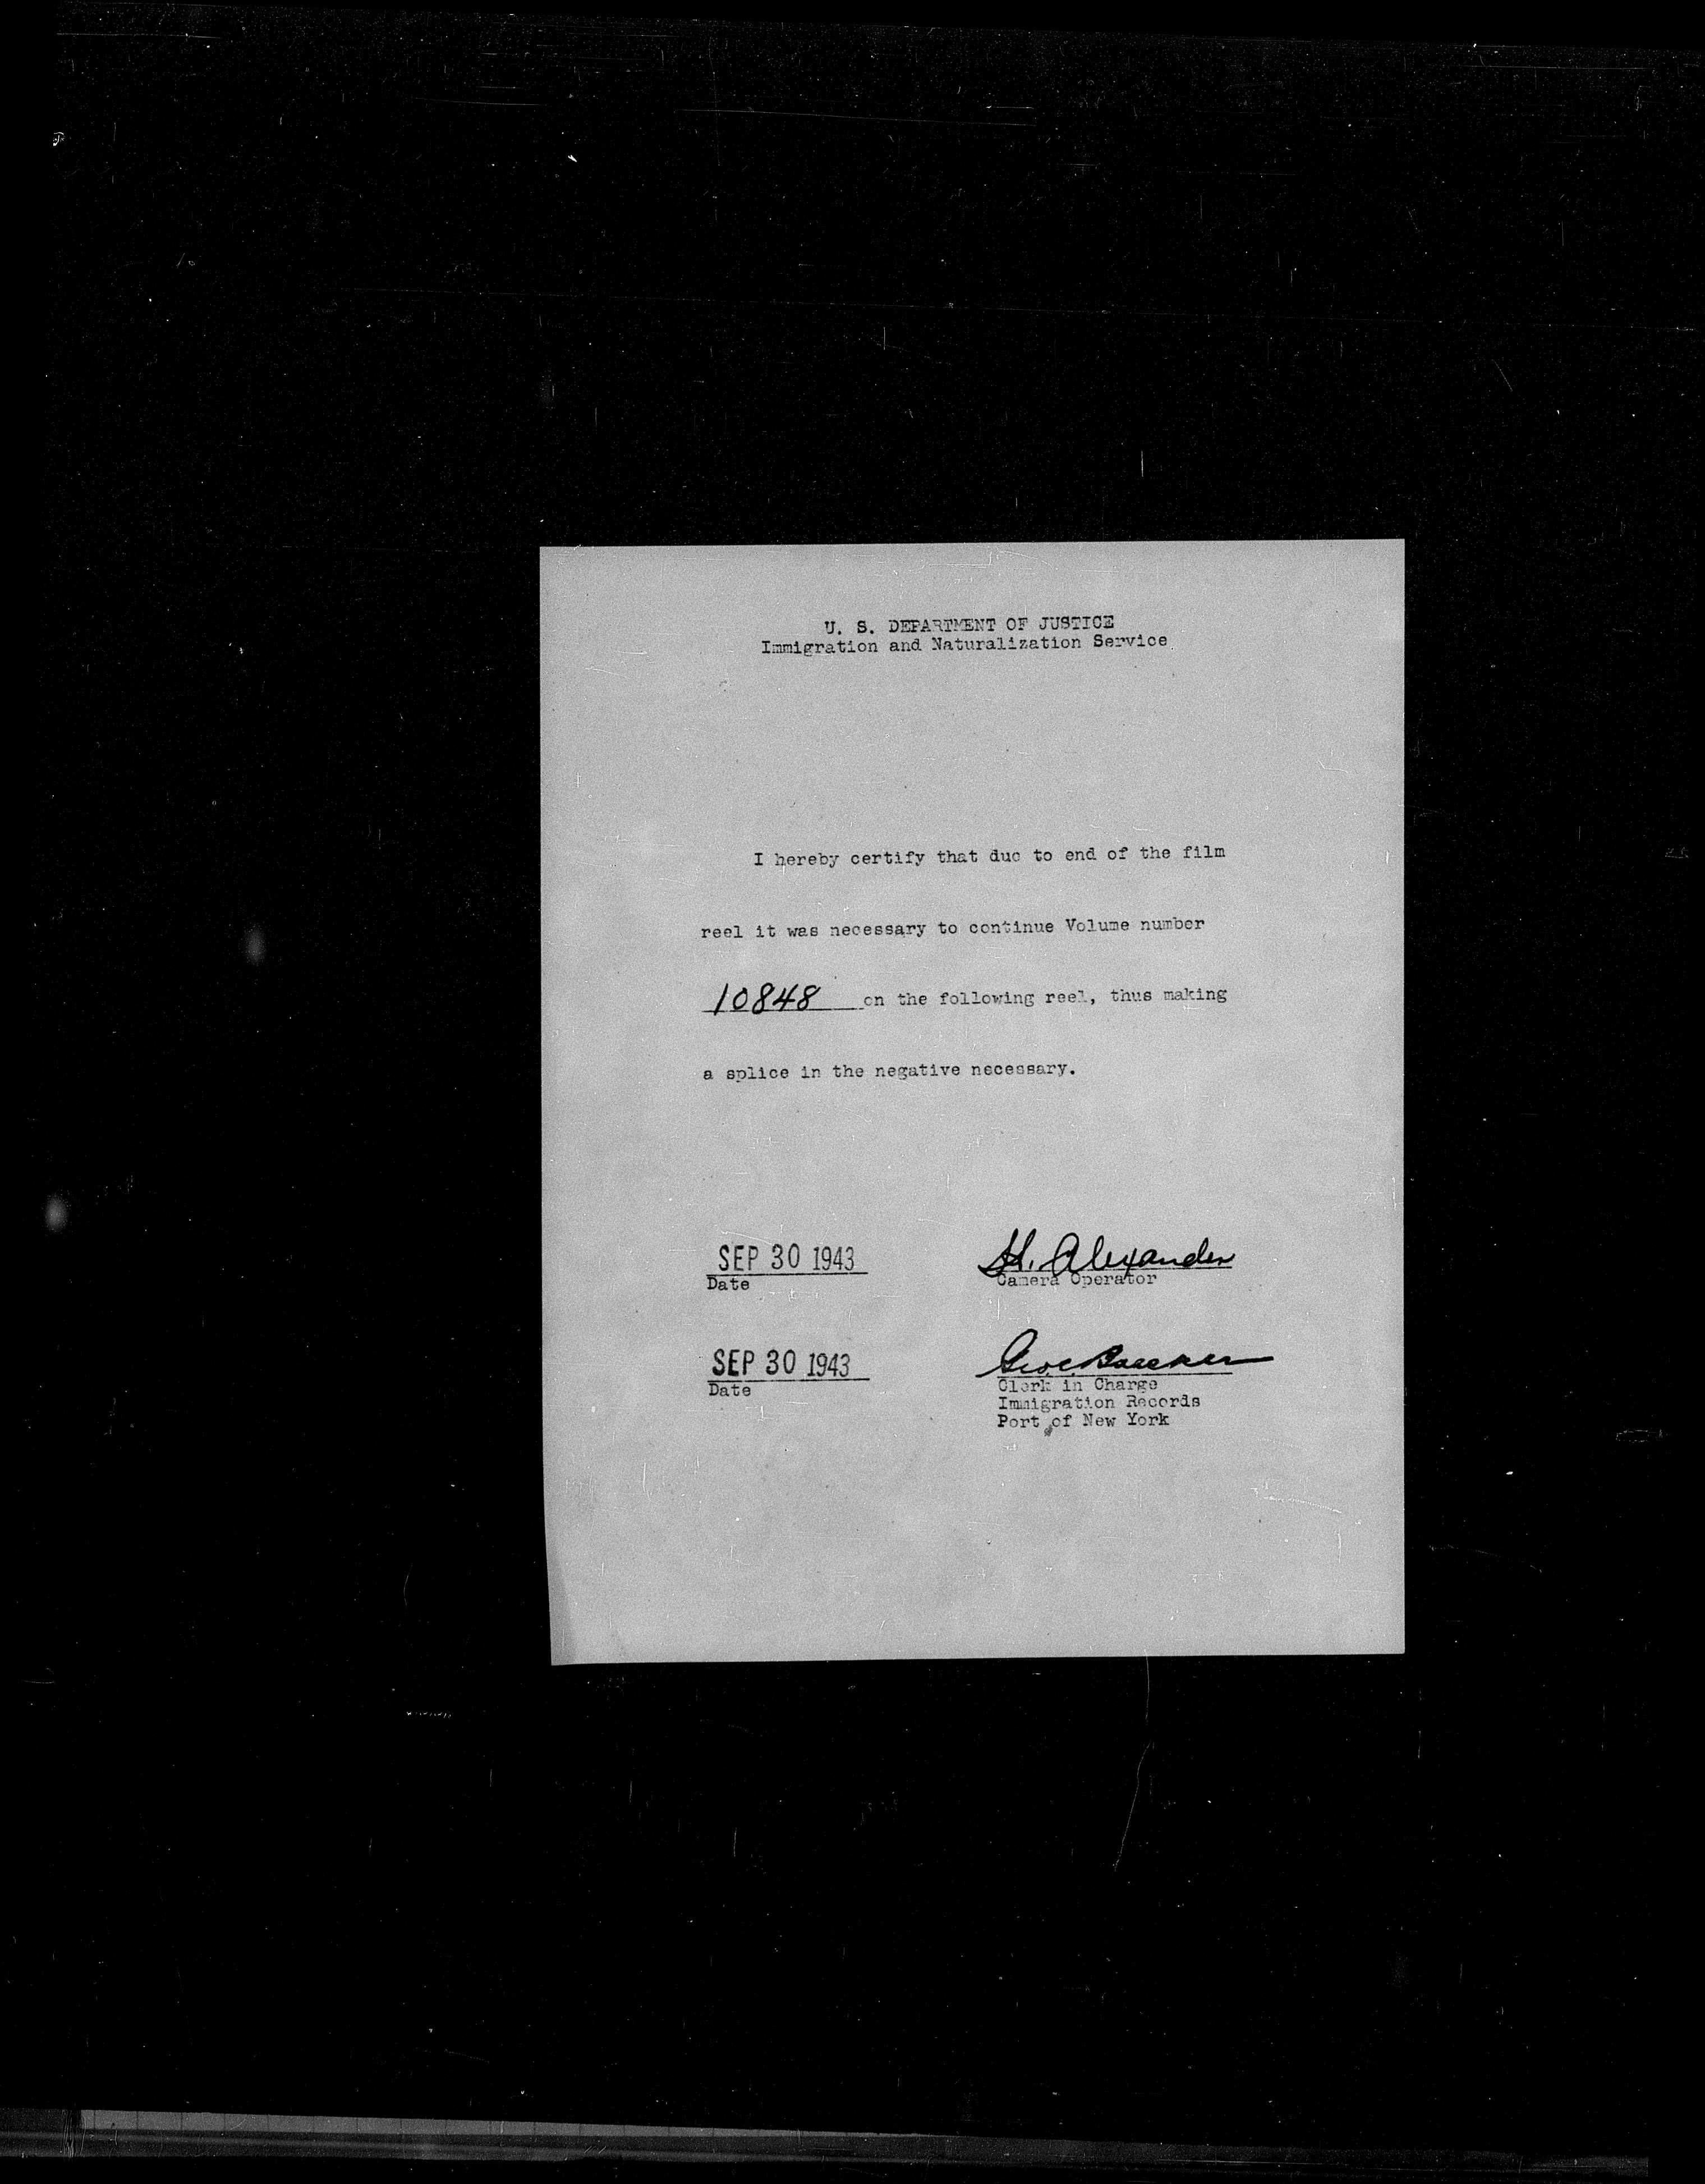 U. S. DEPARTMENT OF JUSTICE
Immigration and Naturalization Service
I hereby certify that due to end of the film
reel it was necessary to continue Volume number
10848 on the following reel, thus making
a splice in the negative necessary.
SEP 30 1943
Date
H. Alexander
Camera Operator
SEP 30 1943
Date
Clerk in Charge
Immigration Records
Port of New York